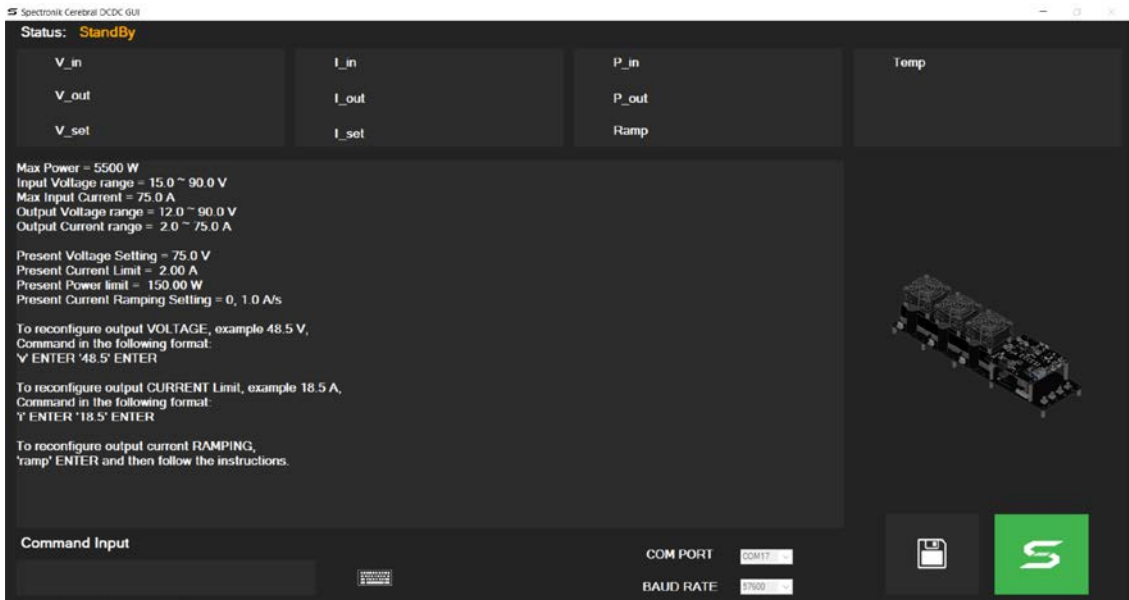 Spectronik Cerebral DCDC GUI
Status: StandBy
V_in
I_in
P_in
Temp
V_out
I_out
P_out
V_set
I_set
Ramp
Max Power = 5500 W
Input Voltage range = 15.0 ~ 90.0 V
Max Input Current = 75.0 A
Output Voltage range = 12.0 ~ 90.0 V
Output Current range = 2.0 ~ 75.0 A
Present Voltage Setting = 75.0 V
Present Current Limit = 2.00 A
Present Power limit = 150.00 W
Present Current Ramping Setting = 0, 1.0 A/s
To reconfigure output VOLTAGE, example 48.5 V,
Command in the following format:
'v' ENTER '48.5' ENTER
To reconfigure output CURRENT Limit, example 18.5 A,
Command in the following format:
'i' ENTER '18.5' ENTER
To reconfigure output current RAMPING,
'ramp' ENTER and then follow the instructions.
Command Input
COM PORT
COM17
BAUD RATE
57600